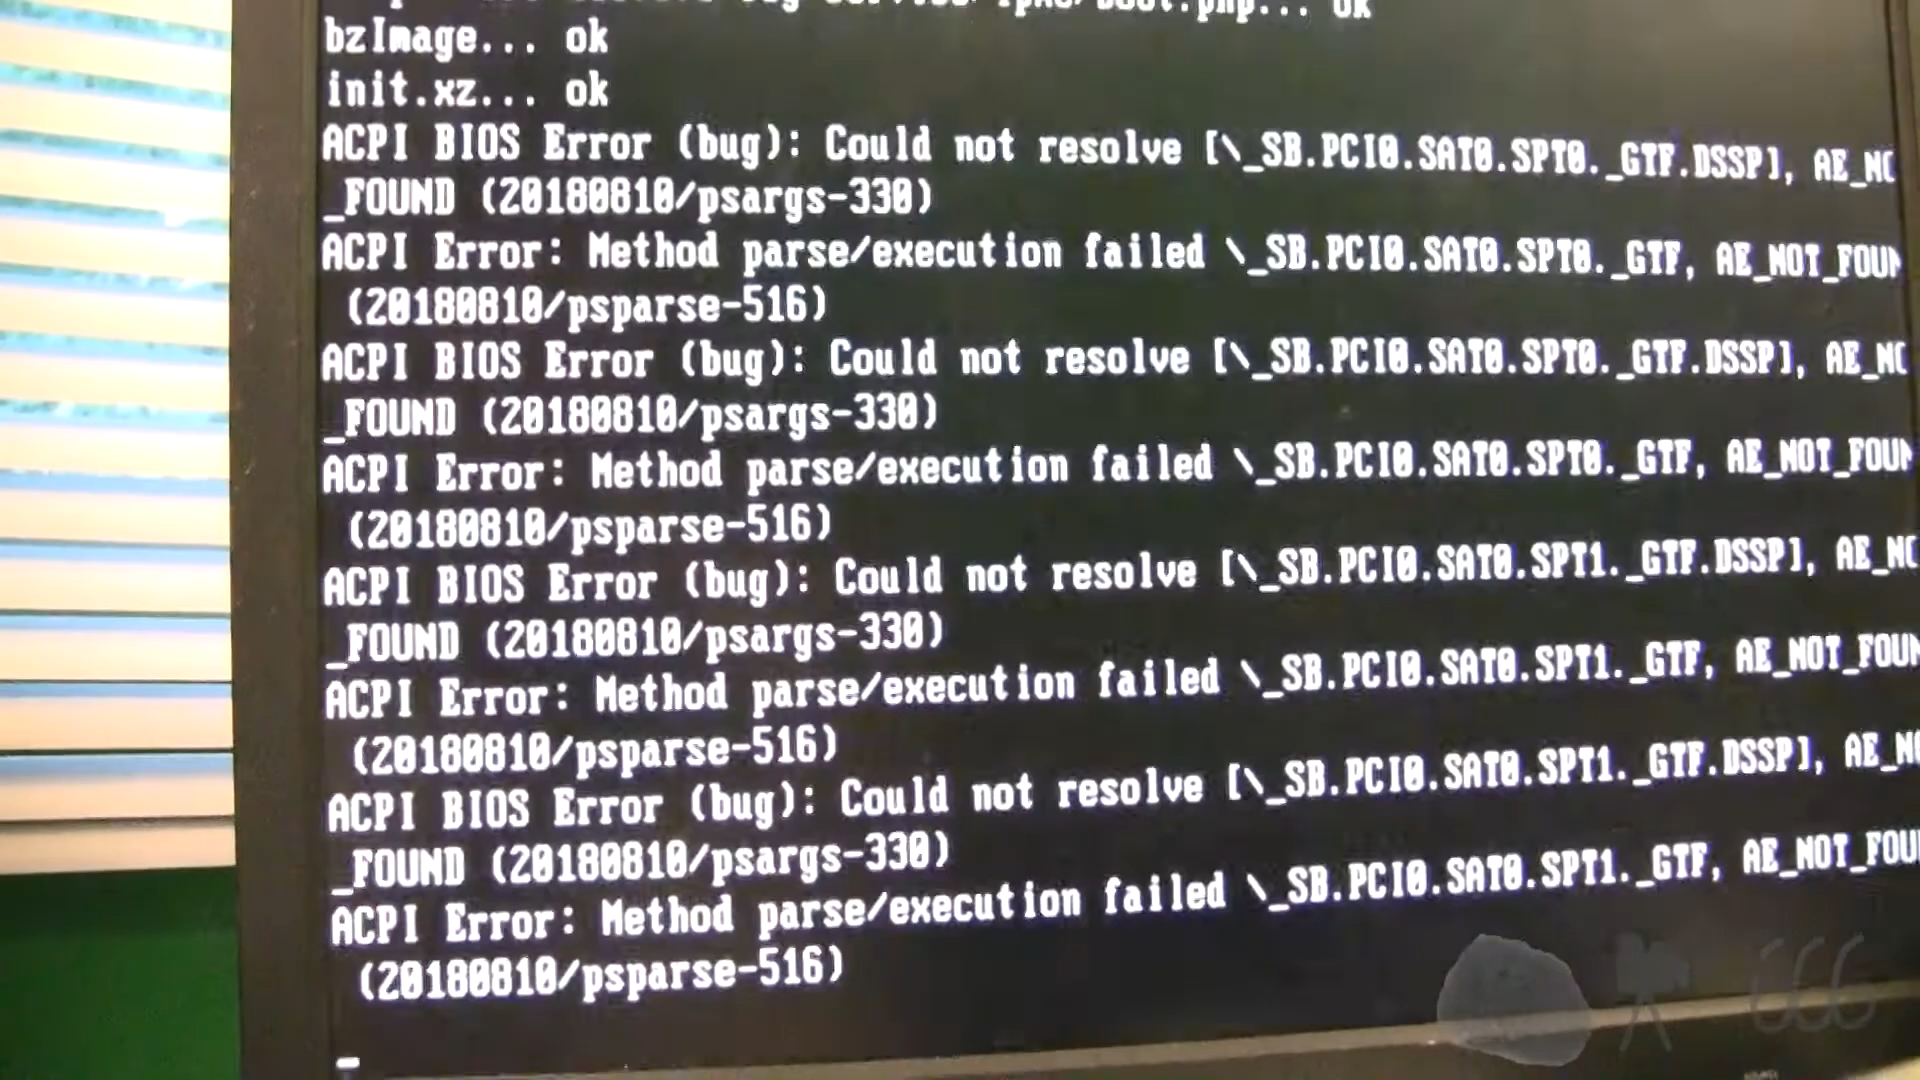 boot.php... ok
bzImage... ok
init.xz... ok
ACPI BIOS Error (bug): Could not resolve [\_SB.PCI0.SAT0.SPT0._GTF.DSSP], AE_NO
_FOUND (20180810/psargs-330)
ACPI Error: Method parse/execution failed \_SB.PCI0.SAT0.SPT0._GTF, AE_NOT_FOUN
(20180810/psparse-516)
ACPI BIOS Error (bug): Could not resolve [\_SB.PCI0.SAT0.SPT0._GTF.DSSP], AE_NO
_FOUND (20180810/psargs-330)
ACPI Error: Method parse/execution failed \_SB.PCI0.SAT0.SPT0._GTF, AE_NOT_FOUN
(20180810/psparse-516)
ACPI BIOS Error (bug): Could not resolve [\_SB.PCI0.SAT0.SPT1._GTF.DSSP], AE_NO
_FOUND (20180810/psargs-330)
ACPI Error: Method parse/execution failed \_SB.PCI0.SAT0.SPT1._GTF, AE_NOT_FOUN
(20180810/psparse-516)
ACPI BIOS Error (bug): Could not resolve [\_SB.PCI0.SAT0.SPT1._GTF.DSSP], AE_NO
_FOUND (20180810/psargs-330)
ACPI Error: Method parse/execution failed \_SB.PCI0.SAT0.SPT1._GTF, AE_NOT_FOU
(20180810/psparse-516)